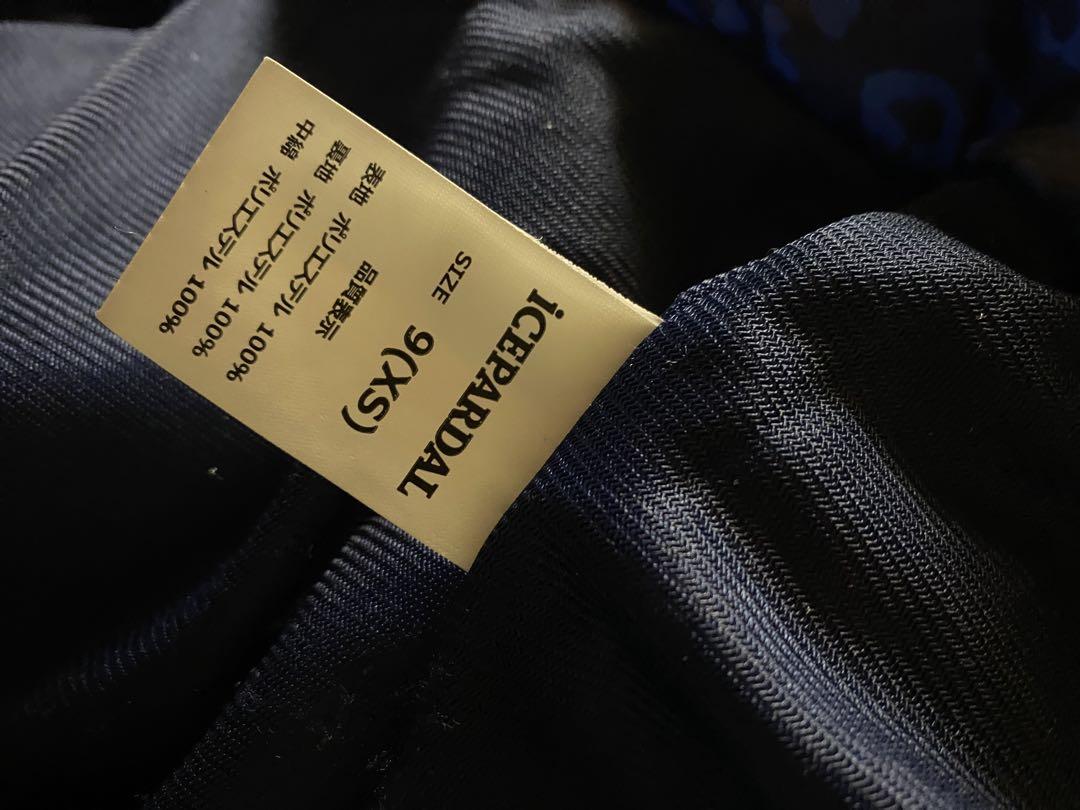 iCEPARDAL
SIZE
9(XS)
品質表示
表地 ポリエステル 100%
裏地 ポリエステル 100%
中綿 ポリエステル 100%